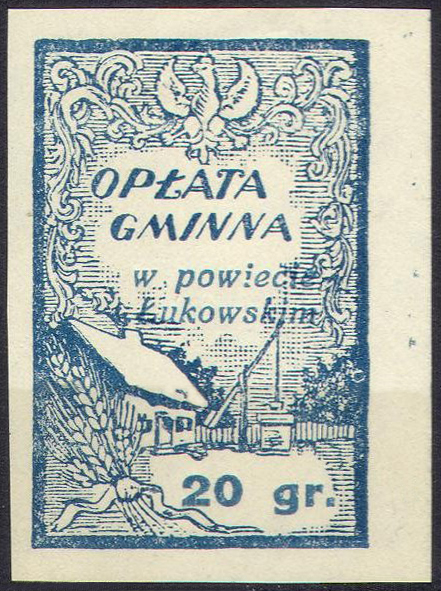 OPŁATA
GMINNA
w powiecie
Łukowskim
20 gr.